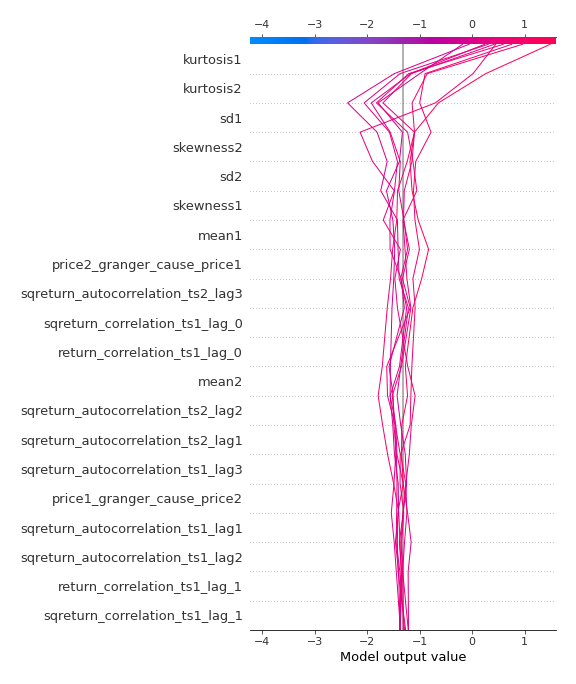 −4 −3 −2 −1 0 1
kurtosis1
kurtosis2
sd1
skewness2
sd2
skewness1
mean1
price2_granger_cause_price1
sqreturn_autocorrelation_ts2_lag3
sqreturn_correlation_ts1_lag_0
return_correlation_ts1_lag_0
mean2
sqreturn_autocorrelation_ts2_lag2
sqreturn_autocorrelation_ts2_lag1
sqreturn_autocorrelation_ts1_lag3
price1_granger_cause_price2
sqreturn_autocorrelation_ts1_lag1
sqreturn_autocorrelation_ts1_lag2
return_correlation_ts1_lag_1
sqreturn_correlation_ts1_lag_1
−4 −3 −2 −1 0 1
Model output value